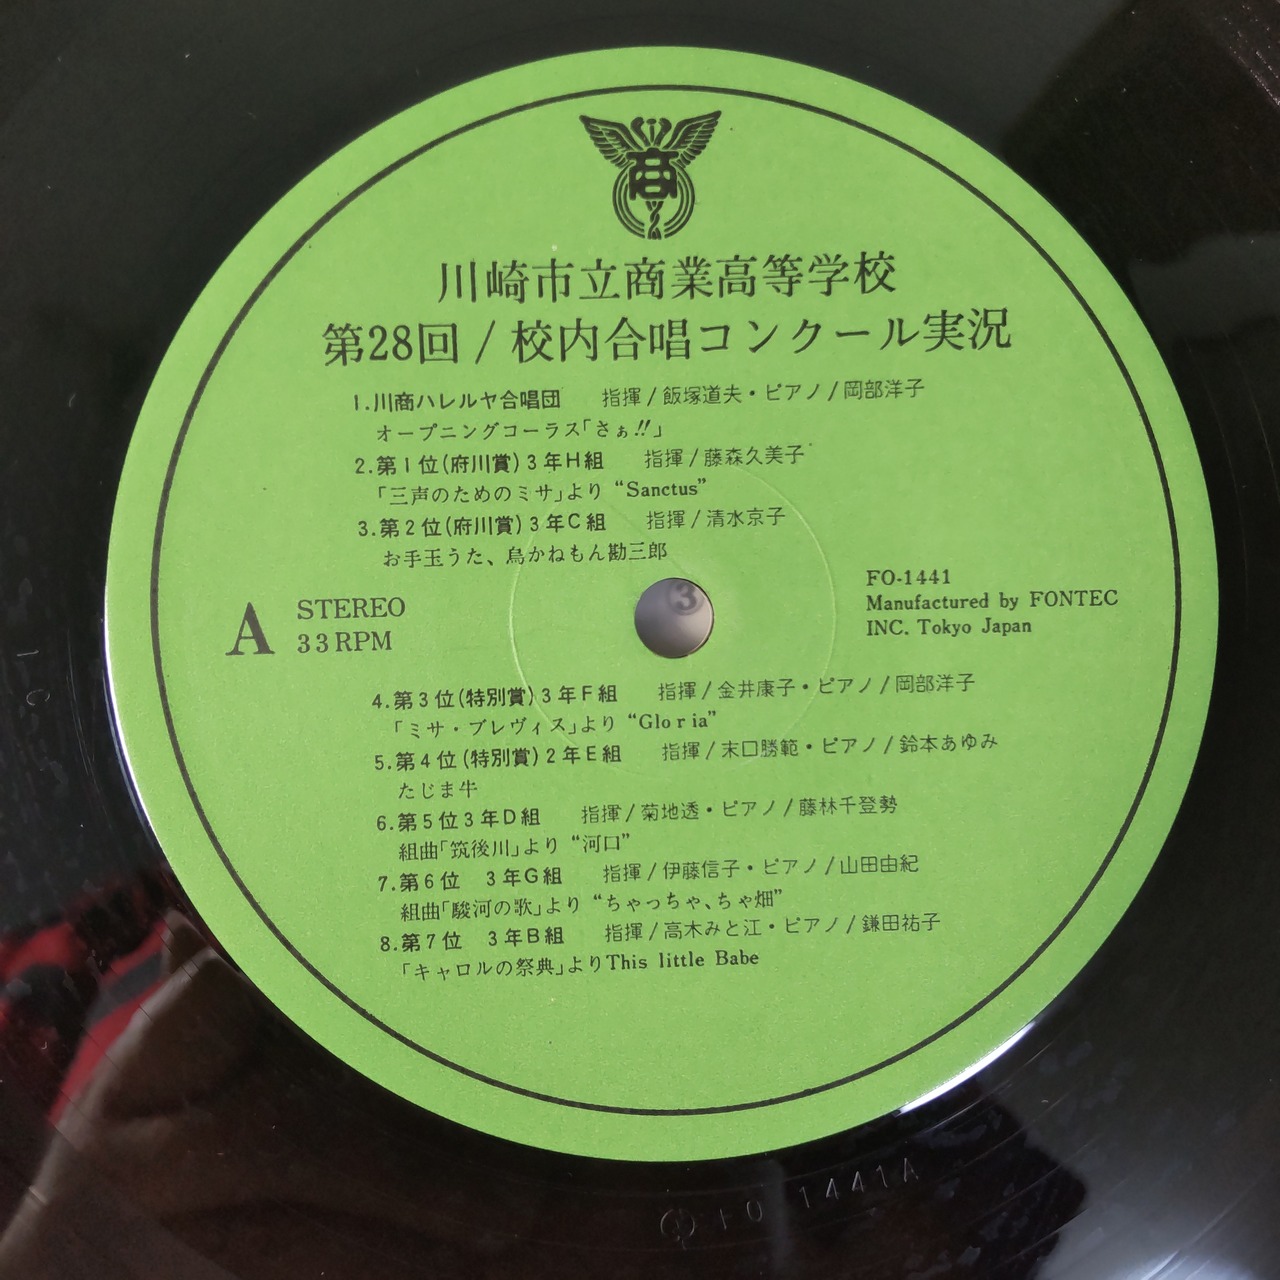 商
川崎市立商業高等学校
第28回/校内合唱コンクール実況
1.川商ハレルヤ合唱団 指揮/飯塚道夫・ピアノ/岡部洋子
オープニングコーラス「さぁ!!」
2.第1位(府川賞)3年H組 指揮/藤森久美子
「三声のためのミサ」より “Sanctus”
3.第2位(府川賞)3年C組 指揮/清水京子
お手玉うた、烏かねもん勘三郎
A STEREO
33RPM
FO-1441
Manufactured by FONTEC
INC. Tokyo Japan
4.第3位(特別賞)3年F組 指揮/金井康子・ピアノ/岡部洋子
「ミサ・ブレヴィス」より “Gloria”
5.第4位(特別賞)2年E組 指揮/末口勝範・ピアノ/鈴本あゆみ
たじま牛
6.第5位3年D組 指揮/菊地透・ピアノ/藤林千登勢
組曲「筑後川」より “河口”
7.第6位 3年G組 指揮/伊藤信子・ピアノ/山田由紀
組曲「駿河の歌」より “ちゃっちゃ、ちゃ畑”
8.第7位 3年B組 指揮/高木みと江・ピアノ/鎌田祐子
「キャロルの祭典」よりThis little Babe
FO 1441A